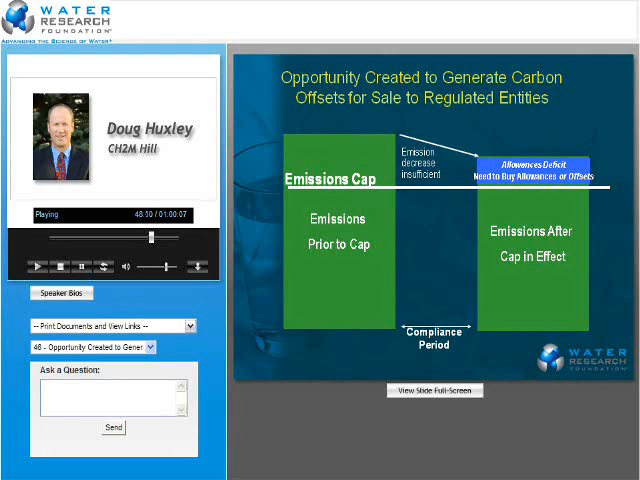 WATER
RESEARCH
FOUNDATION
ADVANCING THE SCIENCE OF WATER
Doug Huxley
CH2M Hill
Playing 48:10 / 01:00:07
Speaker Bios
-- Print Documents and View Links --
46 - Opportunity Created to Gener
Ask a Question:
Send
Opportunity Created to Generate Carbon
Offsets for Sale to Regulated Entities
Emissions Cap
Emissions
Prior to Cap
Emission
decrease
insufficient
Allowances Deficit
Need to Buy Allowances or Offsets
Emissions After
Cap in Effect
Compliance
Period
WATER
RESEARCH
FOUNDATION
View Slide Full-Screen